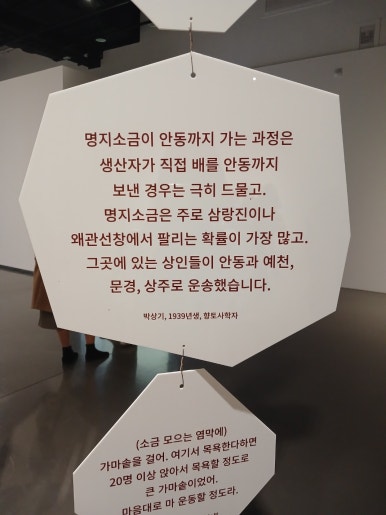 명지소금이 안동까지 가는 과정은
생산자가 직접 배를 안동까지
보낸 경우는 극히 드물고.
명지소금은 주로 삼랑진이나
왜관선창에서 팔리는 확률이 가장 많고.
그곳에 있는 상인들이 안동과 예천,
문경, 상주로 운송했습니다.
박상기, 1939년생, 향토사학자
(소금 모으는 염막에)
가마솥을 걸어. 여기서 목욕한다하면
20명 이상 앉아서 목욕할 정도로
큰 가마솥이었어.
마음대로 마 운동할 정도라.